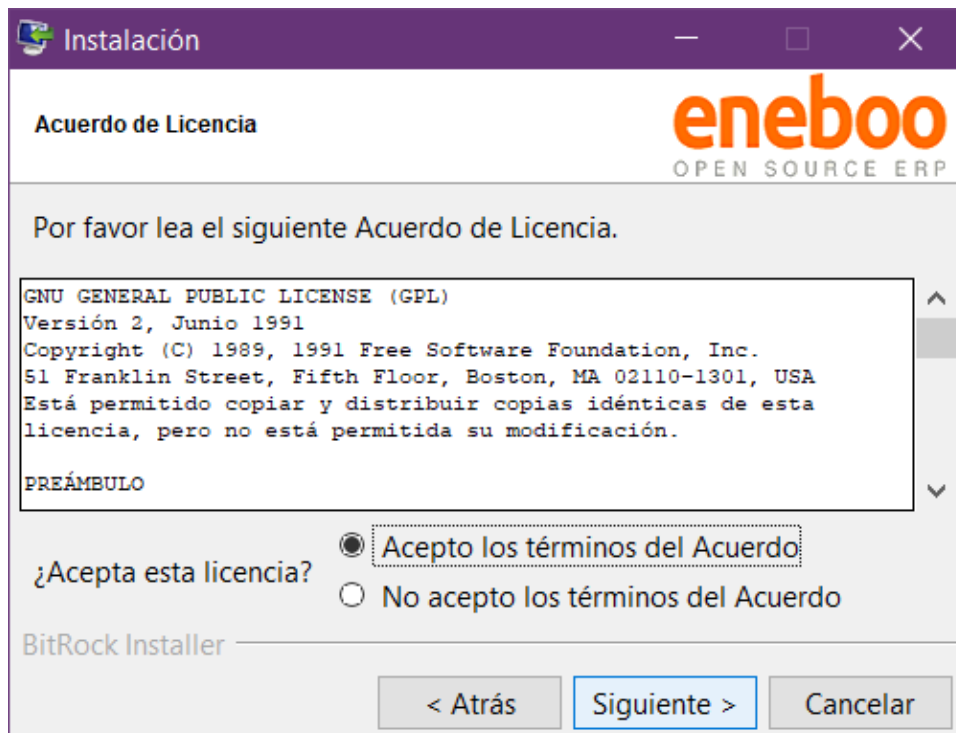 Instalación
Acuerdo de Licencia
eneboo
OPEN SOURCE ERP
Por favor lea el siguiente Acuerdo de Licencia.
GNU GENERAL PUBLIC LICENSE (GPL)
Versión 2, Junio 1991
Copyright (C) 1989, 1991 Free Software Foundation, Inc.
51 Franklin Street, Fifth Floor, Boston, MA 02110-1301, USA
Está permitido copiar y distribuir copias idénticas de esta
licencia, pero no está permitida su modificación.
PREÁMBULO
¿Acepta esta licencia?
Acepto los términos del Acuerdo
No acepto los términos del Acuerdo
BitRock Installer
< Atrás
Siguiente >
Cancelar